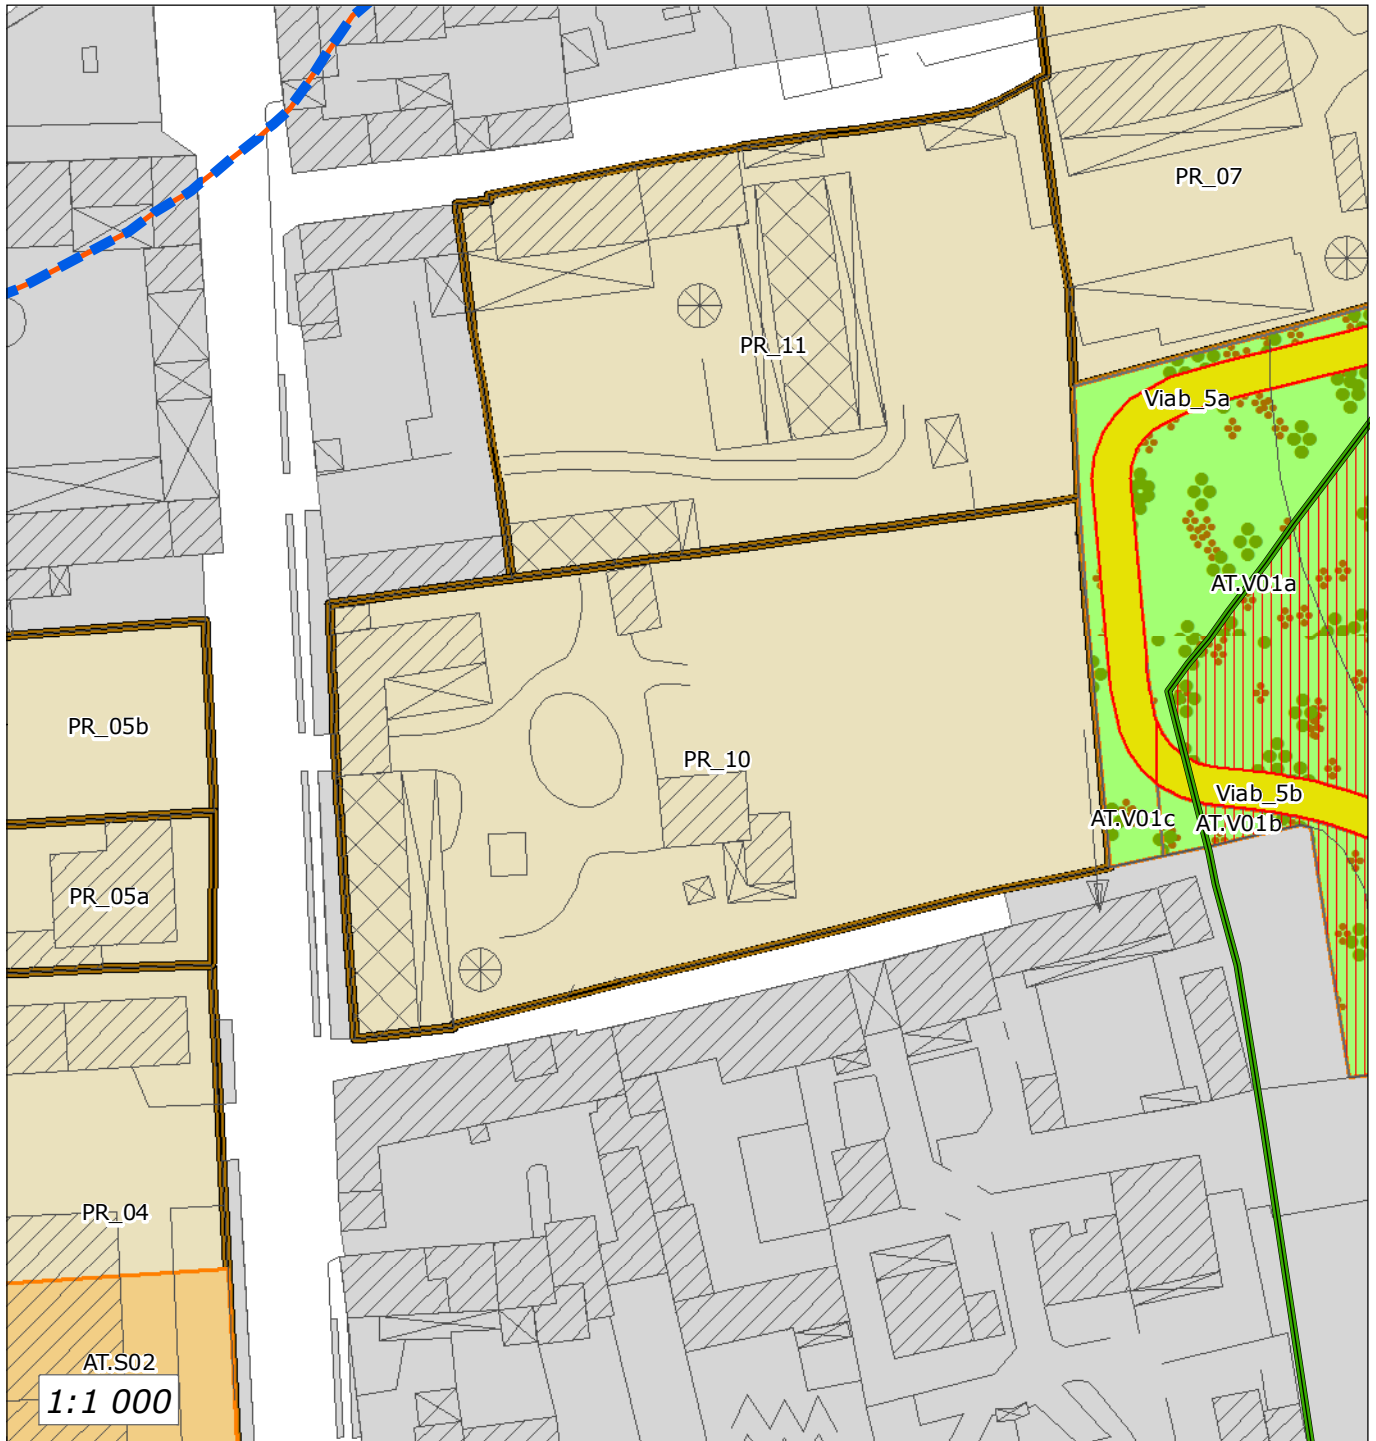 PR_07
PR_11
Viab_5a
AT.V01a
PR_05b
PR_10
Viab_5b
AT.V01c
AT.V01b
PR_05a
PR_04
AT.S02
1:1 000